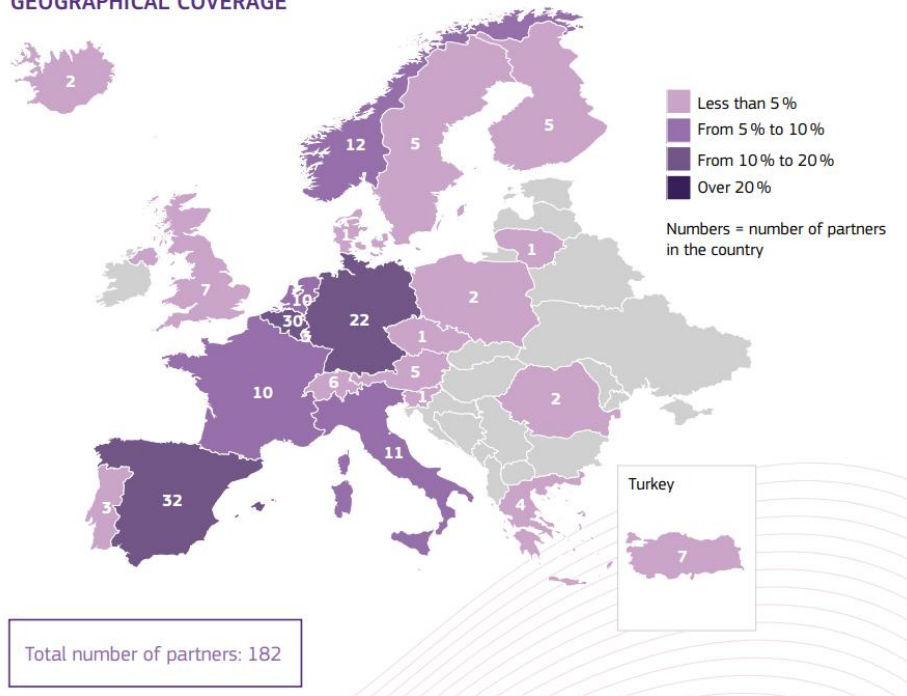 GEOGRAPHICAL COVERAGE
2
12
5
5
Less than 5 %
From 5 % to 10 %
From 10 % to 20 %
Over 20 %
Numbers = number of partners
in the country
1
1
7
10
30
22
2
1
5
6
1
10
11
2
32
3
4
Turkey
7
Total number of partners: 182